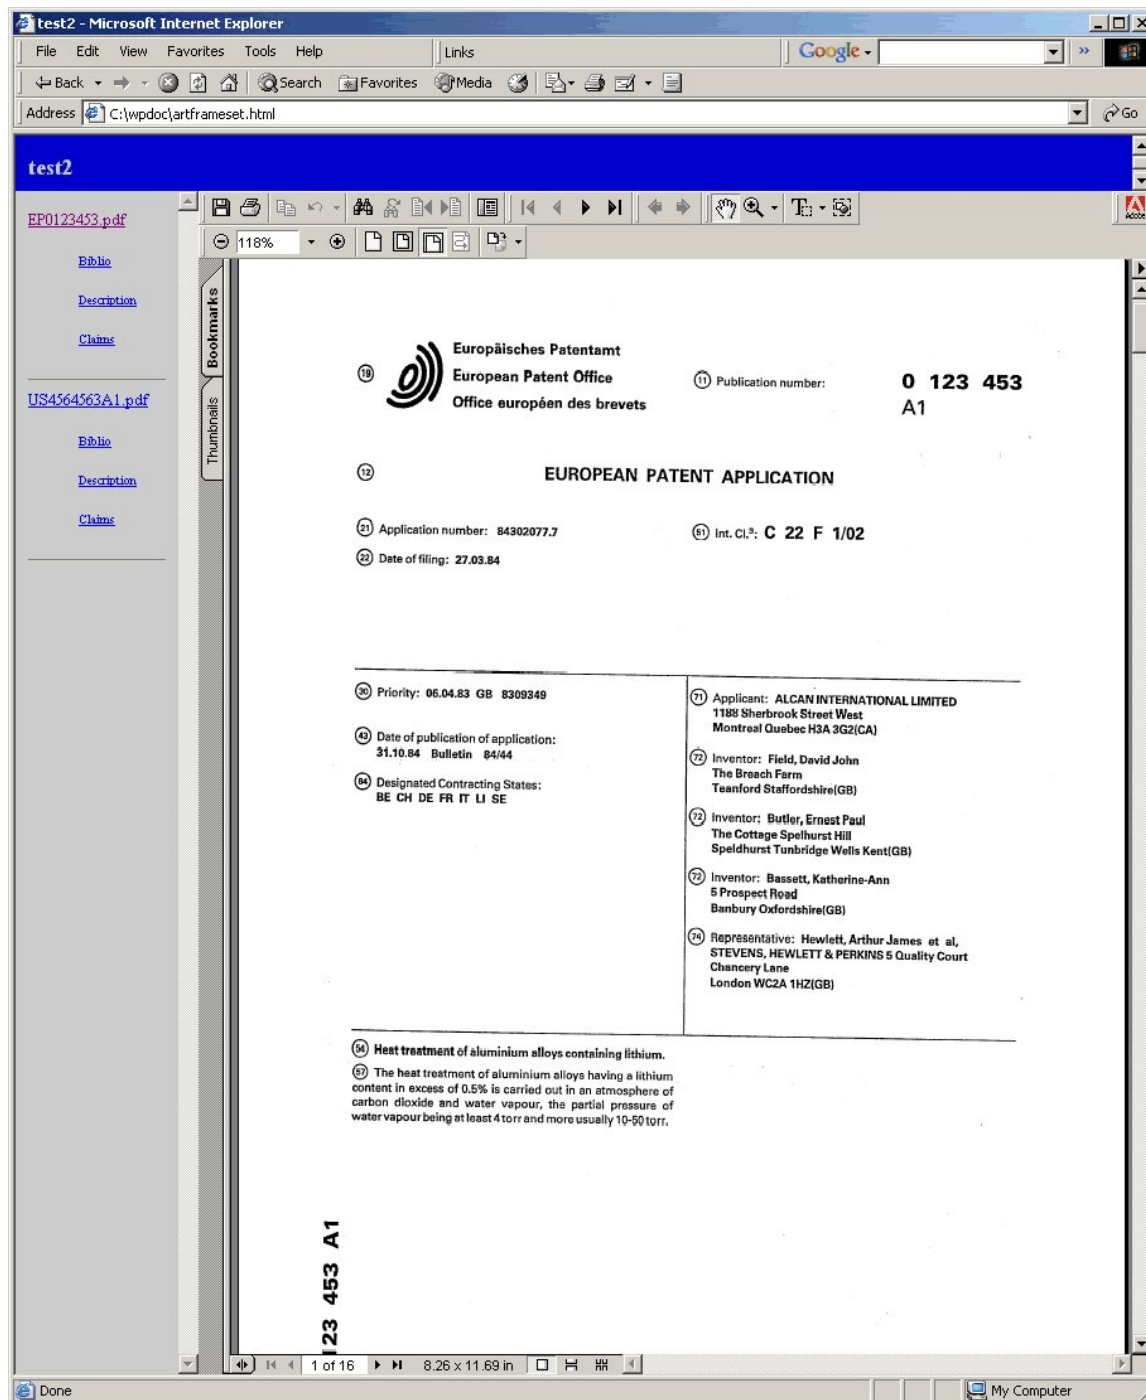 test2 - Microsoft Internet Explorer
File Edit View Favorites Tools Help Links Google
Back Search Favorites Media
Address C:\wpdoc\artframeset.html Go
test2
EP0123453.pdf
Biblio
Description
Claims
US4564563A1.pdf
Biblio
Description
Claims
Adobe
118%
Bookmarks
Thumbnails
(19) Europäisches Patentamt
European Patent Office
Office européen des brevets
(11) Publication number: 0 123 453
A1
(12) EUROPEAN PATENT APPLICATION
(21) Application number: 84302077.7
(22) Date of filing: 27.03.84
(51) Int. Cl.³: C 22 F 1/02
(30) Priority: 06.04.83 GB 8309349
(43) Date of publication of application:
31.10.84 Bulletin 84/44
(84) Designated Contracting States:
BE CH DE FR IT LI SE
(71) Applicant: ALCAN INTERNATIONAL LIMITED
1188 Sherbrook Street West
Montreal Quebec H3A 3G2(CA)
(72) Inventor: Field, David John
The Breach Farm
Teanford Staffordshire(GB)
(72) Inventor: Butler, Ernest Paul
The Cottage Spelhurst Hill
Speldhurst Tunbridge Wells Kent(GB)
(72) Inventor: Bassett, Katherine-Ann
5 Prospect Road
Banbury Oxfordshire(GB)
(74) Representative: Hewlett, Arthur James et al,
STEVENS, HEWLETT & PERKINS 5 Quality Court
Chancery Lane
London WC2A 1HZ(GB)
(54) Heat treatment of aluminium alloys containing lithium.
(57) The heat treatment of aluminium alloys having a lithium
content in excess of 0.5% is carried out in an atmosphere of
carbon dioxide and water vapour, the partial pressure of
water vapour being at least 4 torr and more usually 10-50 torr.
123 453 A1
1 of 16 8.26 x 11.69 in
Done My Computer